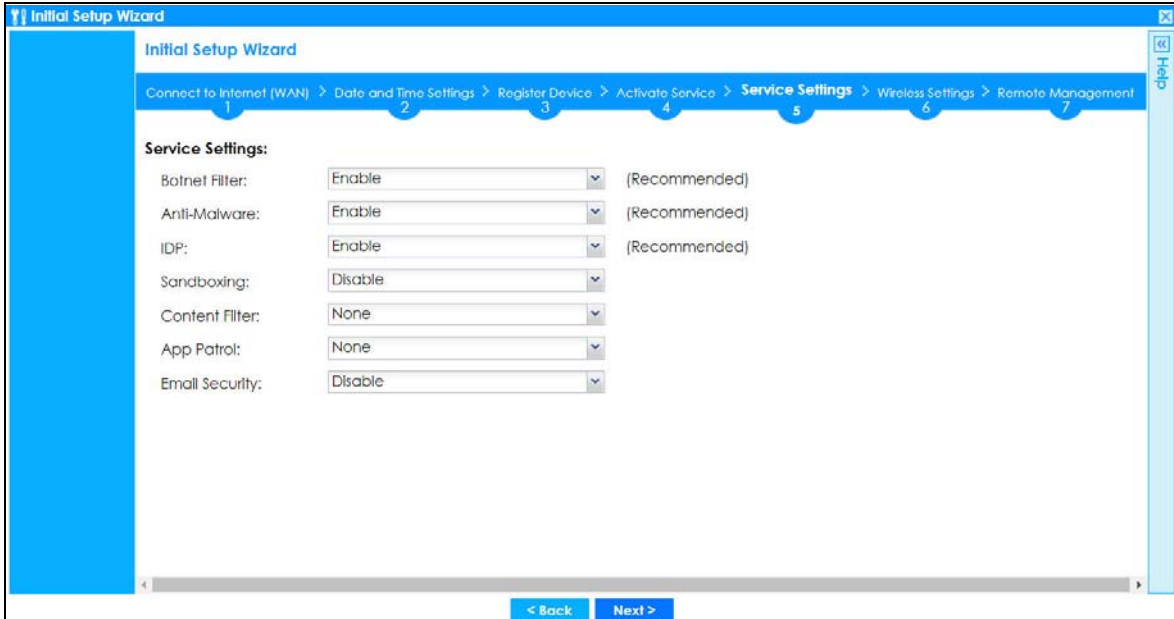 Initial Setup Wizard
« Help
Initial Setup Wizard
Connect to Internet (WAN) > Date and Time Settings > Register Device > Activate Service > Service Settings > Wireless Settings > Remote Management
1 2 3 4 5 6 7
Service Settings:
Botnet Filter: Enable (Recommended)
Anti-Malware: Enable (Recommended)
IDP: Enable (Recommended)
Sandboxing: Disable
Content Filter: None
App Patrol: None
Email Security: Disable
< Back Next >